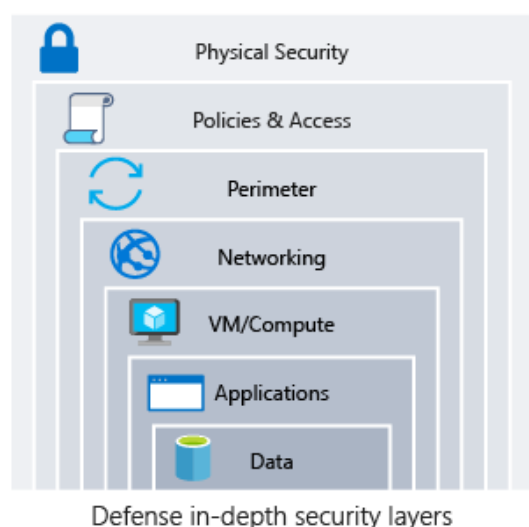 Physical Security
Policies & Access
Perimeter
Networking
VM/Compute
Applications
Data
Defense in-depth security layers